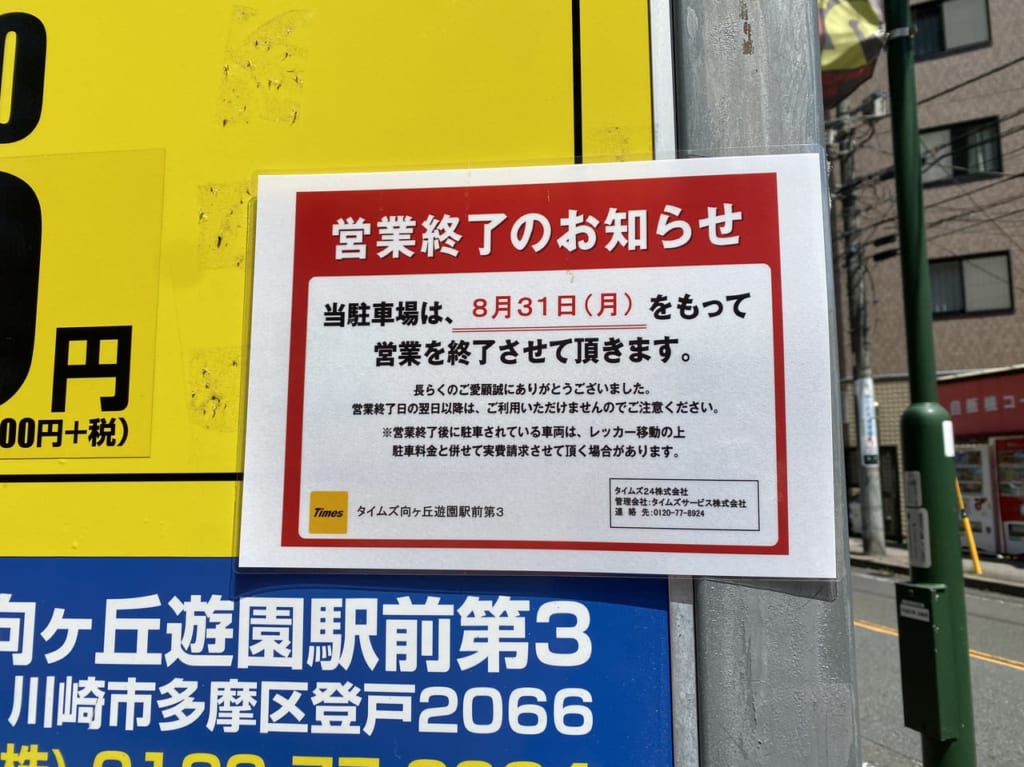 0
円
00円+税)
営業終了のお知らせ
当駐車場は、8月31日(月)をもって
営業を終了させて頂きます。
長らくのご愛顧誠にありがとうございました。
営業終了日の翌日以降は、ご利用いただけませんのでご注意ください。
※営業終了後に駐車されている車両は、レッカー移動の上
駐車料金と併せて実費請求させて頂く場合があります。
Times タイムズ向ヶ丘遊園駅前第3
タイムズ24株式会社
管理会社:タイムズサービス株式会社
連 絡 先:0120-77-8924
向ヶ丘遊園駅前第3
川崎市多摩区登戸2066
自販機コー